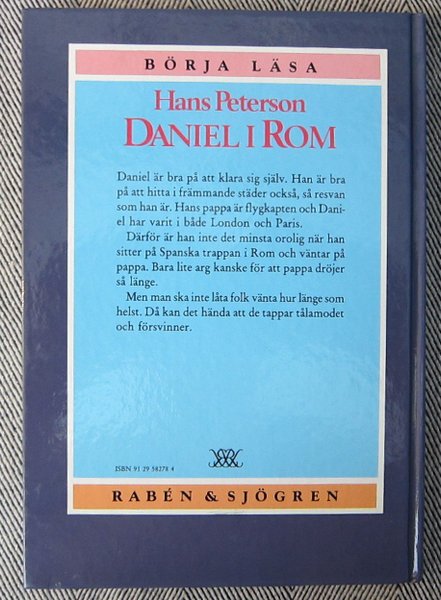 BÖRJA LÄSA
Hans Peterson
DANIEL I ROM
Daniel är bra på att klara sig själv. Han är bra
på att hitta i främmande städer också, så resvan
som han är. Hans pappa är flygkapten och Dani-
el har varit i både London och Paris.
Därför är han inte det minsta orolig när han
sitter på Spanska trappan i Rom och väntar på
pappa. Bara lite arg kanske för att pappa dröjer
så länge.
Men man ska inte låta folk vänta hur länge som
helst. Då kan det hända att de tappar tålamodet
och försvinner.
ISBN 91 29 58278 4
RABÉN & SJÖGREN